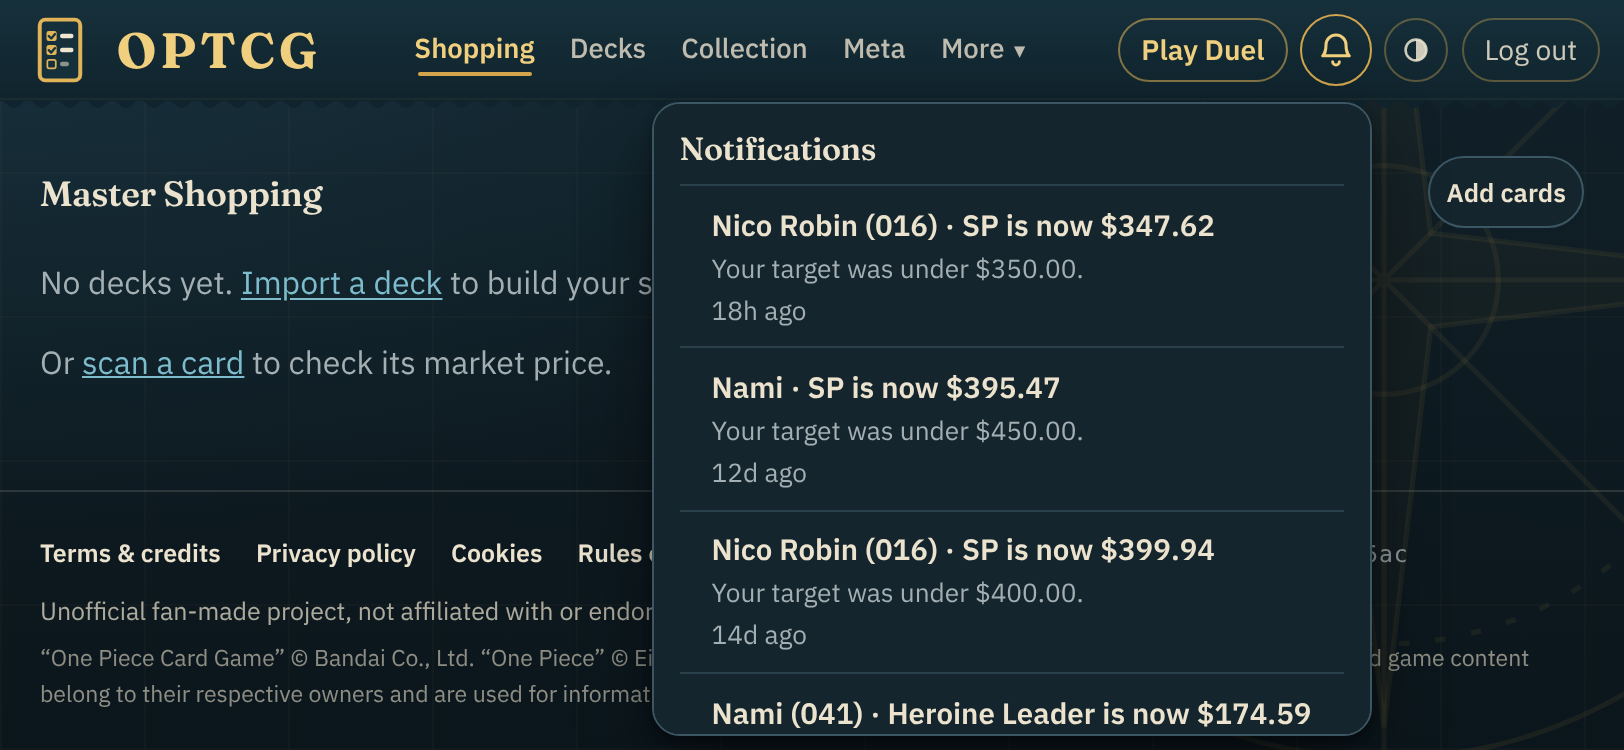 OPTCG
Shopping Decks Collection Meta More ▾
Play Duel
Log out
Notifications
Nico Robin (016) · SP is now $347.62
Your target was under $350.00.
18h ago
Nami · SP is now $395.47
Your target was under $450.00.
12d ago
Nico Robin (016) · SP is now $399.94
Your target was under $400.00.
14d ago
Nami (041) · Heroine Leader is now $174.59
Master Shopping
Add cards
No decks yet. Import a deck to build your
Or scan a card to check its market price.
Terms & credits Privacy policy Cookies Rules
Unofficial fan-made project, not affiliated with or
“One Piece Card Game” © Bandai Co., Ltd. “One Piece” © game content
belong to their respective owners and are used for